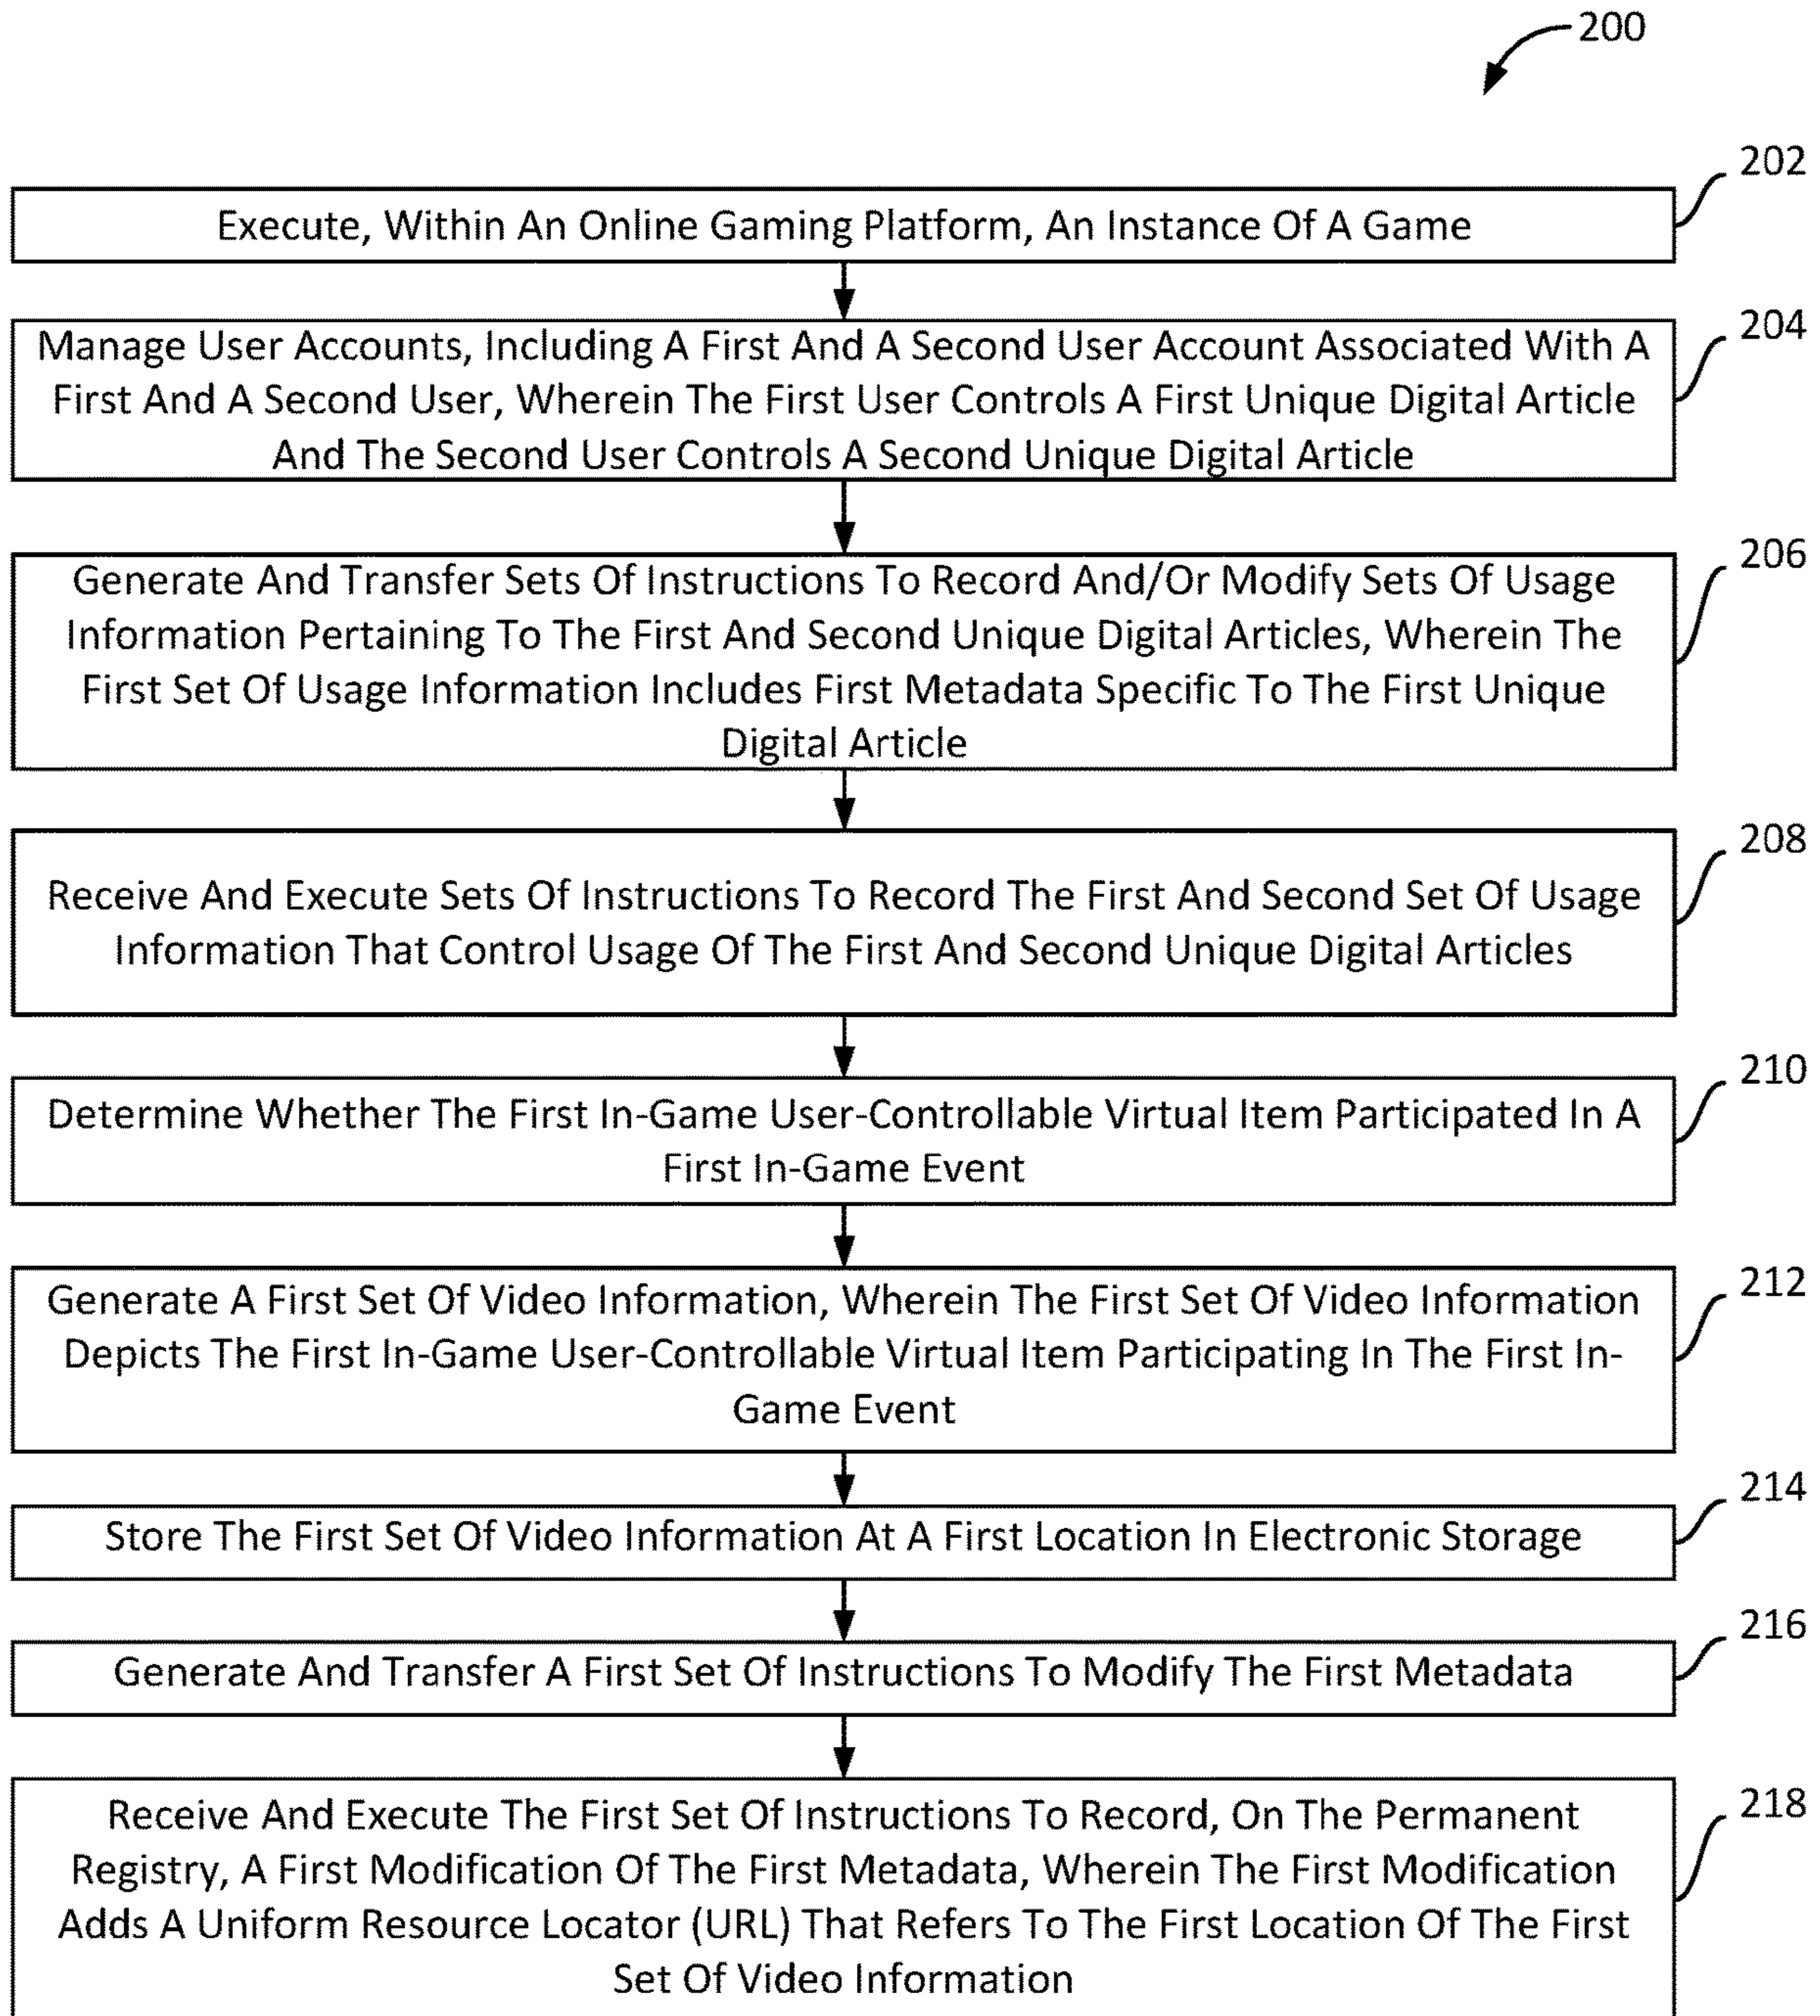 200
202
Execute, Within An Online Gaming Platform, An Instance Of A Game
204
Manage User Accounts, Including A First And A Second User Account Associated With A
First And A Second User, Wherein The First User Controls A First Unique Digital Article
And The Second User Controls A Second Unique Digital Article
206
Generate And Transfer Sets Of Instructions To Record And/Or Modify Sets Of Usage
Information Pertaining To The First And Second Unique Digital Articles, Wherein The
First Set Of Usage Information Includes First Metadata Specific To The First Unique
Digital Article
208
Receive And Execute Sets Of Instructions To Record The First And Second Set Of Usage
Information That Control Usage Of The First And Second Unique Digital Articles
210
Determine Whether The First In-Game User-Controllable Virtual Item Participated In A
First In-Game Event
212
Generate A First Set Of Video Information, Wherein The First Set Of Video Information
Depicts The First In-Game User-Controllable Virtual Item Participating In The First In-
Game Event
214
Store The First Set Of Video Information At A First Location In Electronic Storage
216
Generate And Transfer A First Set Of Instructions To Modify The First Metadata
218
Receive And Execute The First Set Of Instructions To Record, On The Permanent
Registry, A First Modification Of The First Metadata, Wherein The First Modification
Adds A Uniform Resource Locator (URL) That Refers To The First Location Of The First
Set Of Video Information